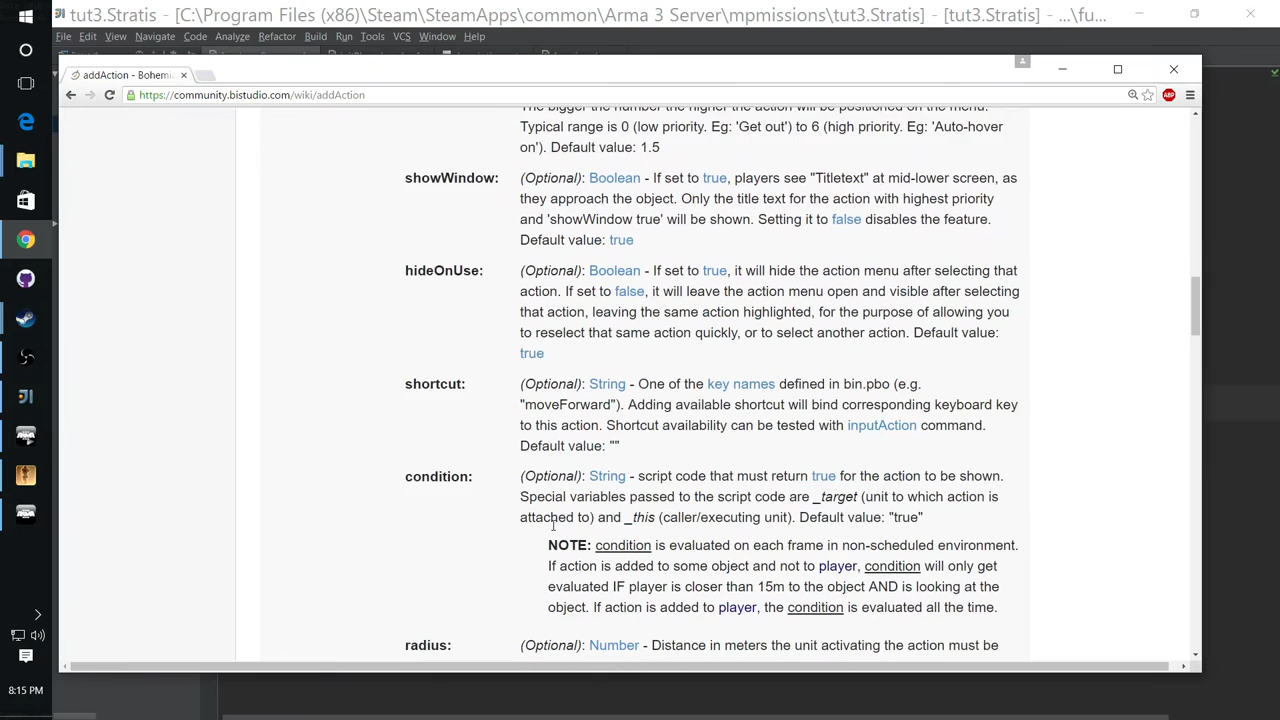 tut3.Stratis - [C:\Program Files (x86)\Steam\SteamApps\common\Arma 3 Server\mpmissions\tut3.Stratis] - [tut3.Stratis] - ...\fu...
File Edit View Navigate Code Analyze Refactor Build Run Tools VCS Window Help
addAction - Bohemia
https://community.bistudio.com/wiki/addAction
The bigger the number the higher the action will be positioned on the menu.
Typical range is 0 (low priority. Eg: 'Get out') to 6 (high priority. Eg: 'Auto-hover
on'). Default value: 1.5
showWindow: (Optional): Boolean - If set to true, players see "Titletext" at mid-lower screen, as
they approach the object. Only the title text for the action with highest priority
and 'showWindow true' will be shown. Setting it to false disables the feature.
Default value: true
hideOnUse: (Optional): Boolean - If set to true, it will hide the action menu after selecting that
action. If set to false, it will leave the action menu open and visible after selecting
that action, leaving the same action highlighted, for the purpose of allowing you
to reselect that same action quickly, or to select another action. Default value:
true
shortcut: (Optional): String - One of the key names defined in bin.pbo (e.g.
"moveForward"). Adding available shortcut will bind corresponding keyboard key
to this action. Shortcut availability can be tested with inputAction command.
Default value: ""
condition: (Optional): String - script code that must return true for the action to be shown.
Special variables passed to the script code are _target (unit to which action is
attached to) and _this (caller/executing unit). Default value: "true"
NOTE: condition is evaluated on each frame in non-scheduled environment.
If action is added to some object and not to player, condition will only get
evaluated IF player is closer than 15m to the object AND is looking at the
object. If action is added to player, the condition is evaluated all the time.
radius: (Optional): Number - Distance in meters the unit activating the action must be
8:15 PM